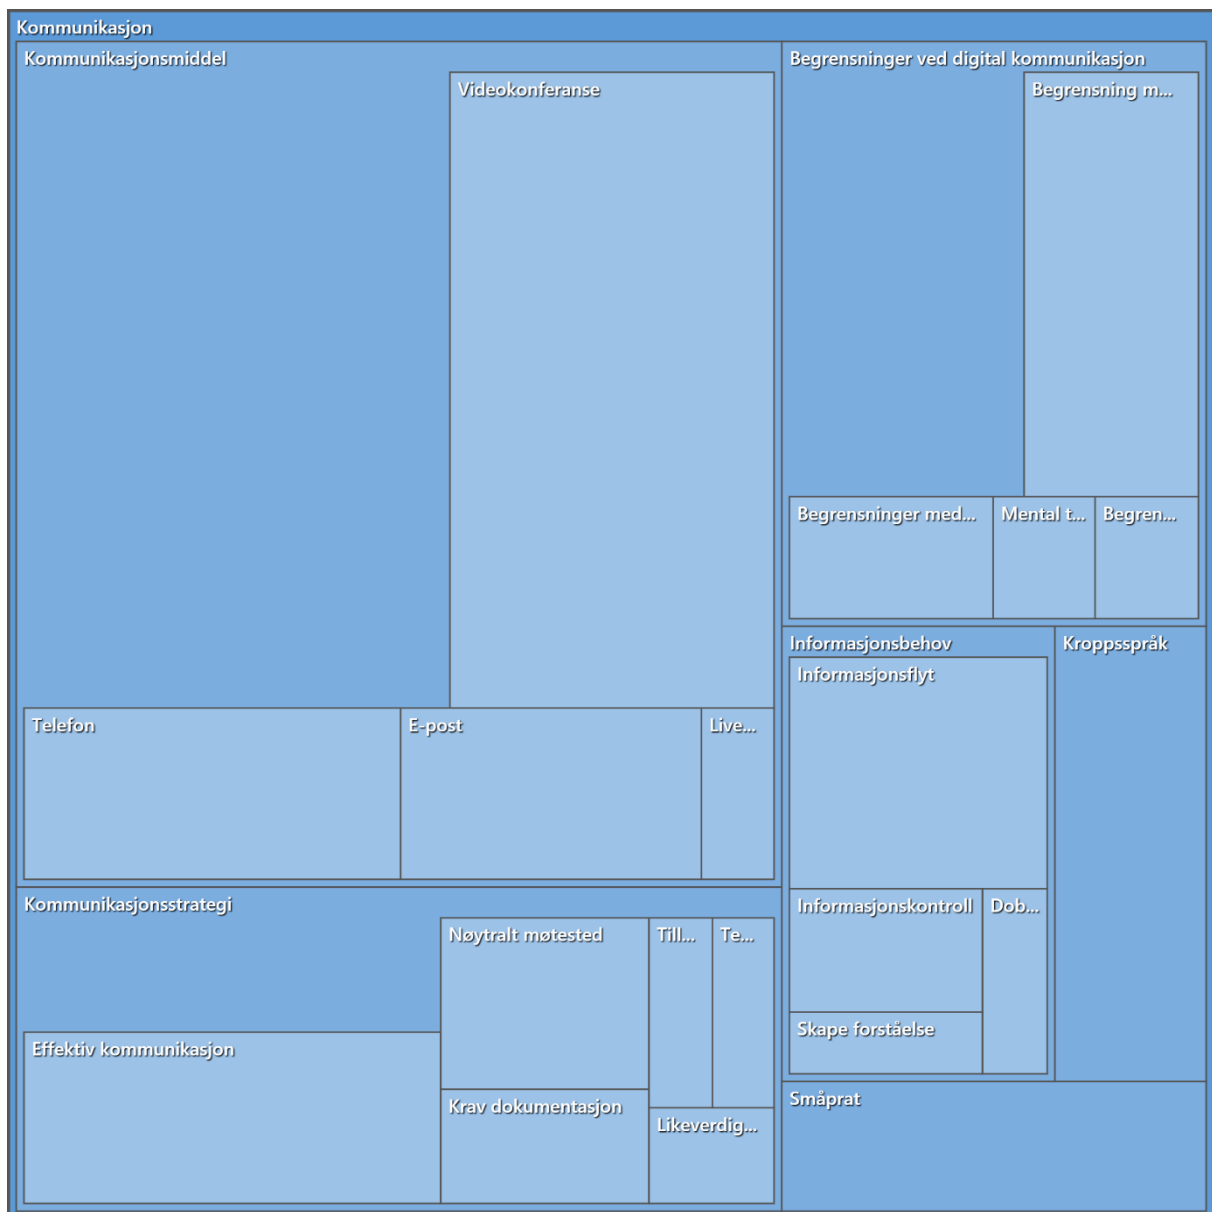 Kommunikasjon
Kommunikasjonsmiddel
Videokonferanse
Telefon
E-post
Live...
Kommunikasjonsstrategi
Nøytralt møtested
Till...
Te...
Effektiv kommunikasjon
Krav dokumentasjon
Likeverdig...
Begrensninger ved digital kommunikasjon
Begrensning m...
Begrensninger med...
Mental t...
Begren...
Informasjonsbehov
Informasjonsflyt
Informasjonskontroll
Dob...
Skape forståelse
Kroppsspråk
Småprat